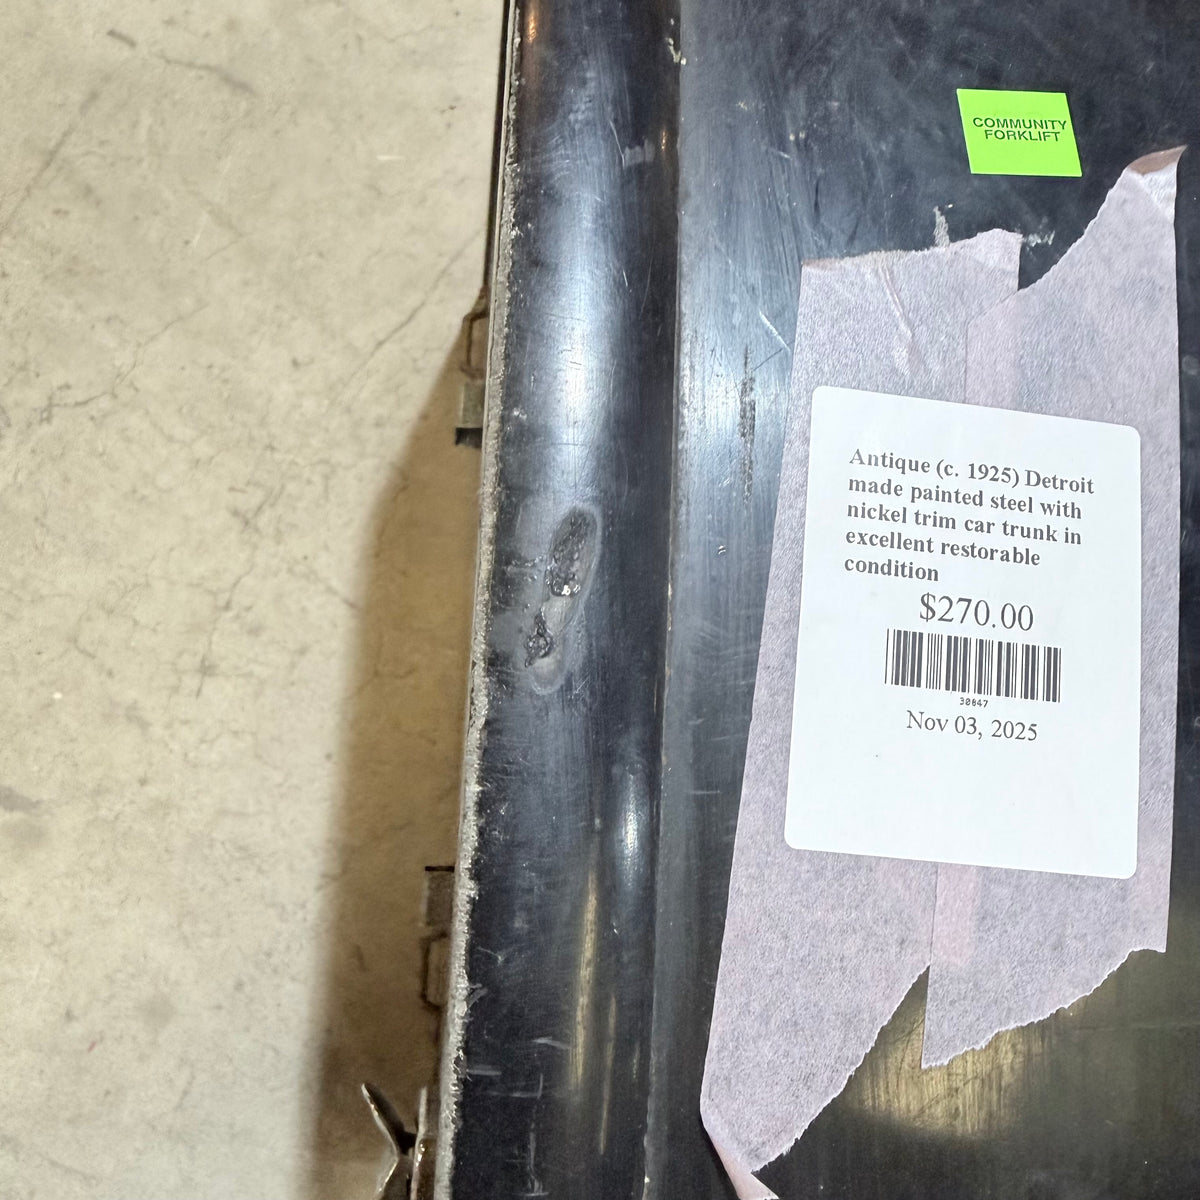 COMMUNITY
FORKLIFT
Antique (c. 1925) Detroit
made painted steel with
nickel trim car trunk in
excellent restorable
condition
$270.00
30847
Nov 03, 2025